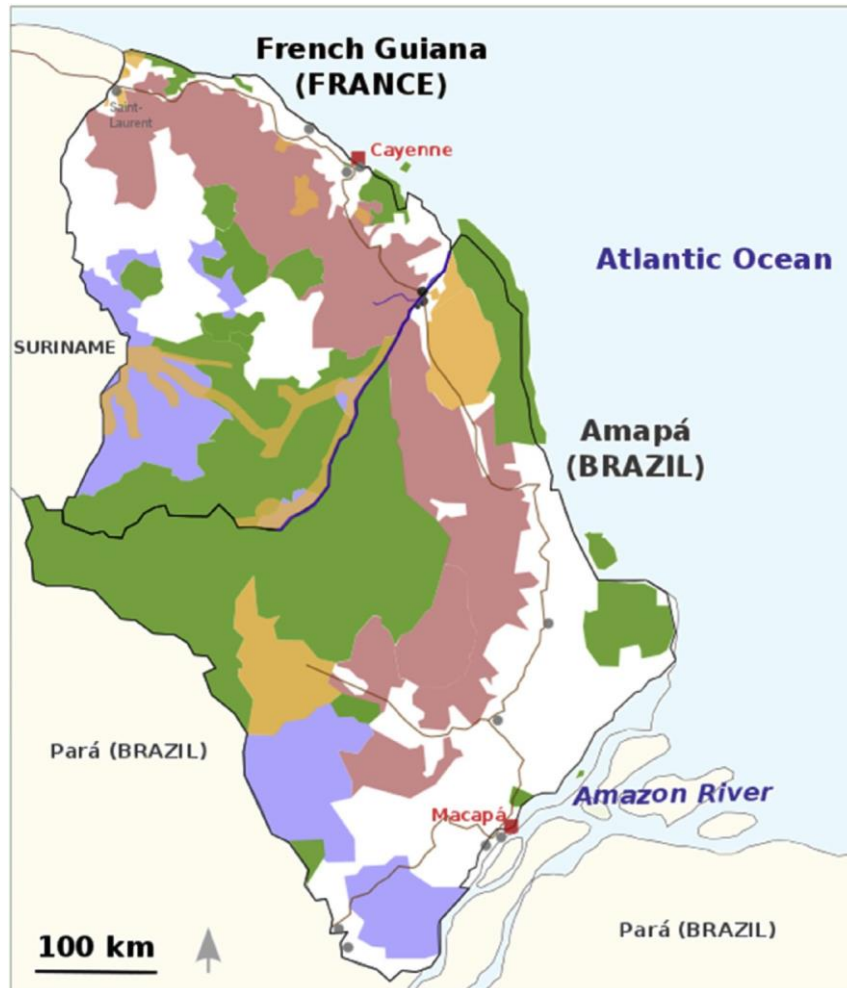 French Guiana
(FRANCE)
Saint-
Laurent
Cayenne
Atlantic Ocean
SURINAME
Amapá
(BRAZIL)
Pará (BRAZIL)
Amazon River
Macapá
Pará (BRAZIL)
100 km